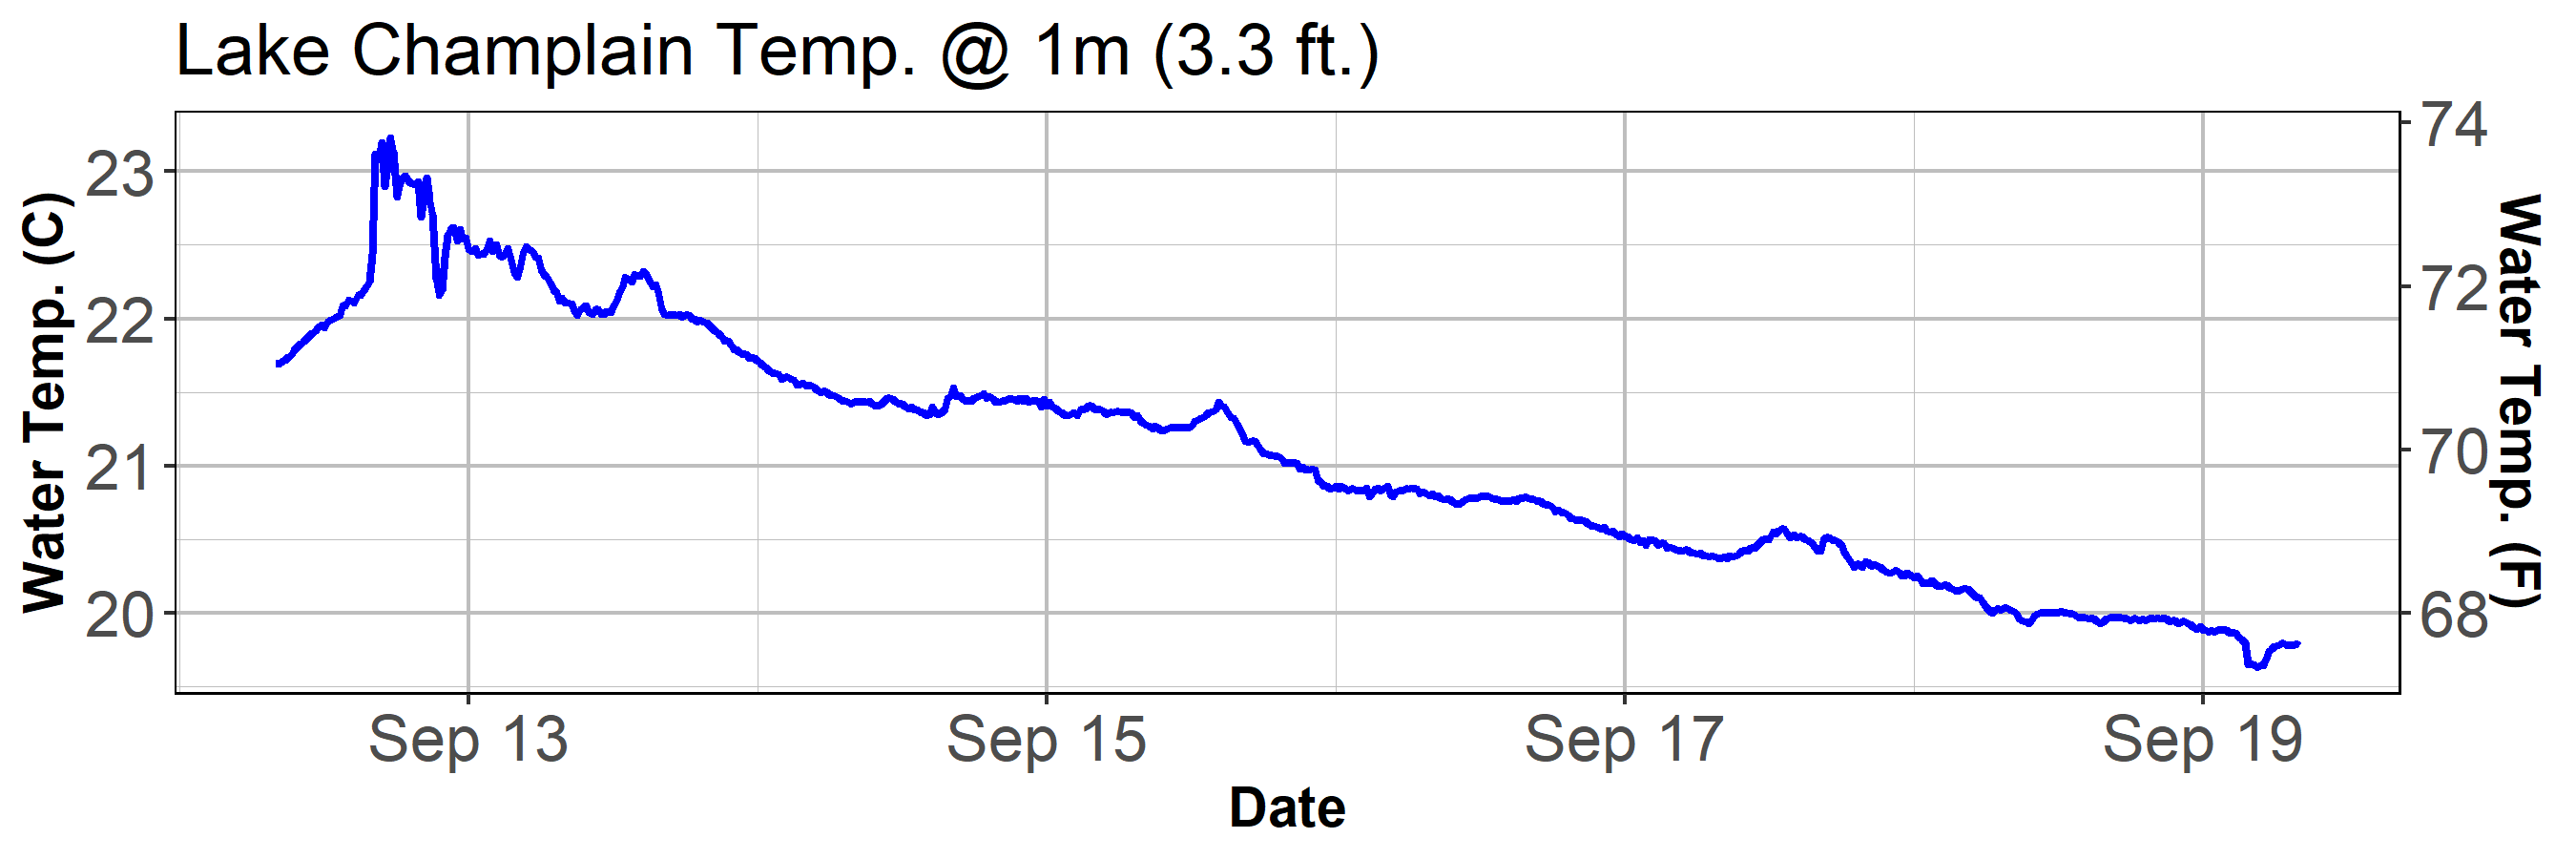 Lake Champlain Temp. @ 1m (3.3 ft.)
Water Temp. (C)
23
22
21
20
74
72
70
68
Water Temp. (F)
Sep 13
Sep 15
Sep 17
Sep 19
Date